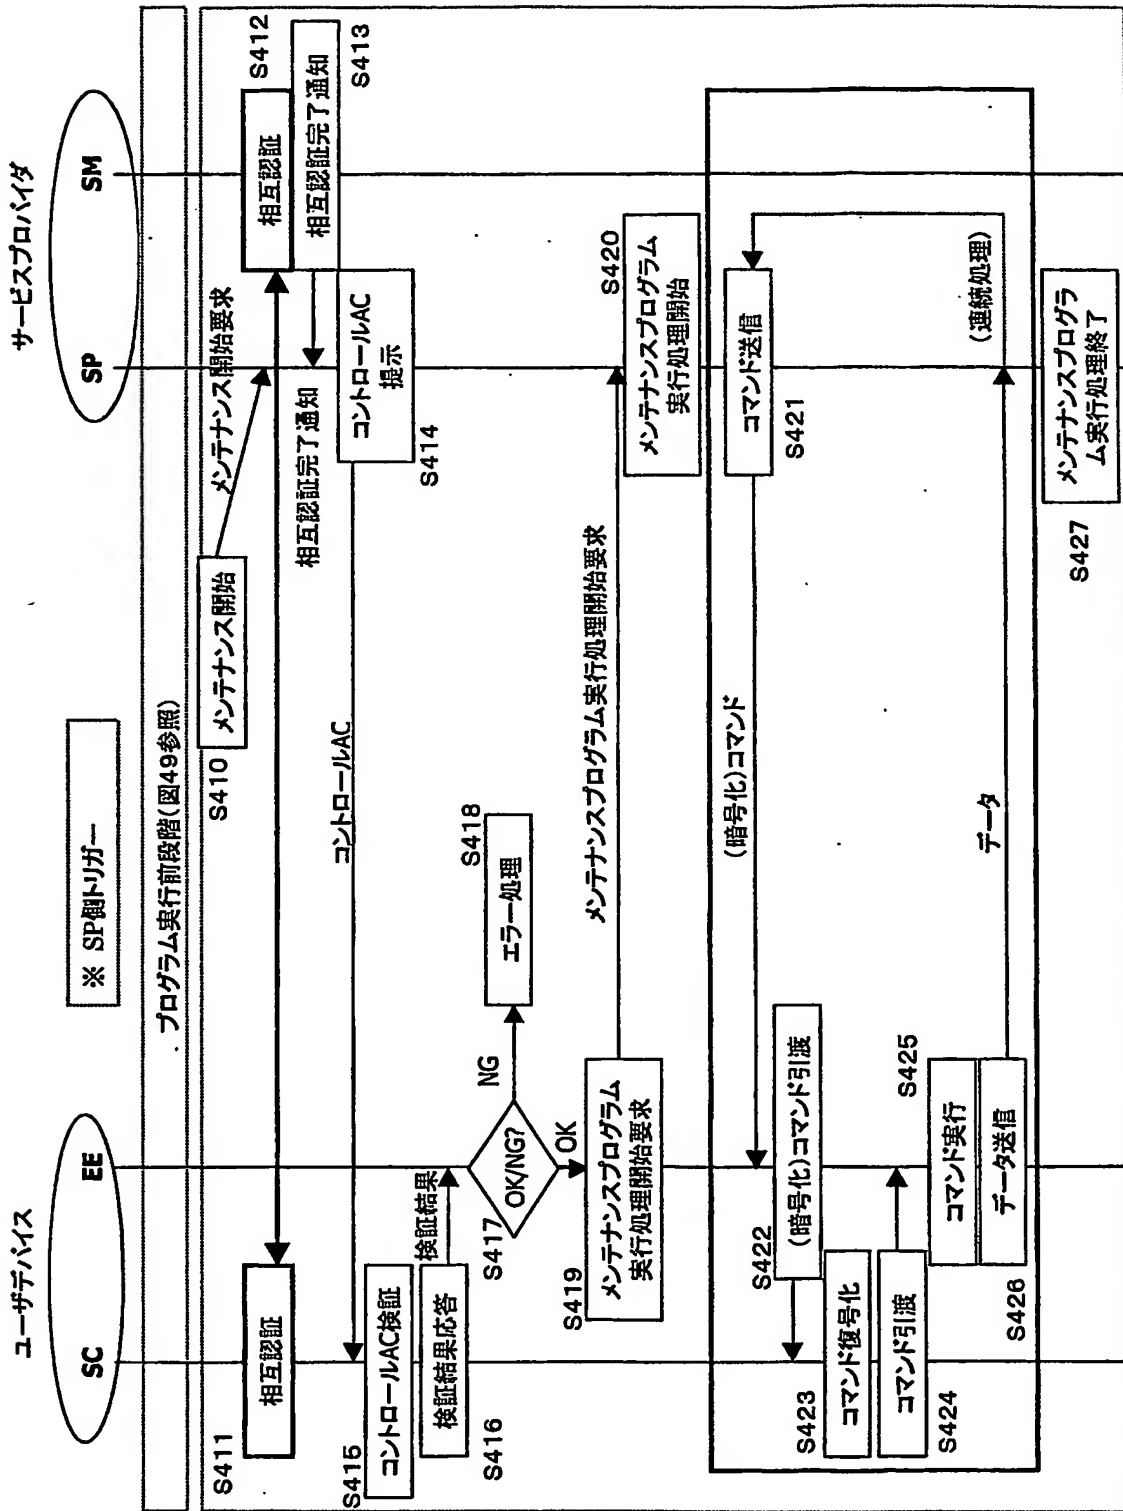 ユーザデバイス
サービスプロバイダ
SC
EE
SP
SM
※ SP側トリガー
プログラム実行前段階(図49参照)
メンテナンス開始
S410
メンテナンス開始要求
相互認証
S411
相互認証
S412
相互認証完了通知
S413
相互認証完了通知
コントロールAC
提示
S414
コントロールAC
コントロールAC検証
S415
検証結果応答
S416
検証結果
OK/NG?
S417
NG
エラー処理
S418
OK
メンテナンスプログラム
実行処理開始要求
S419
メンテナンスプログラム実行処理開始要求
メンテナンスプログラム
実行処理開始
S420
コマンド送信
S421
(暗号化)コマンド
(暗号化)コマンド引渡
S422
コマンド復号化
S423
コマンド引渡
S424
コマンド実行
S425
データ送信
S426
データ
(連続処理)
メンテナンスプログラ
ム実行処理終了
S427